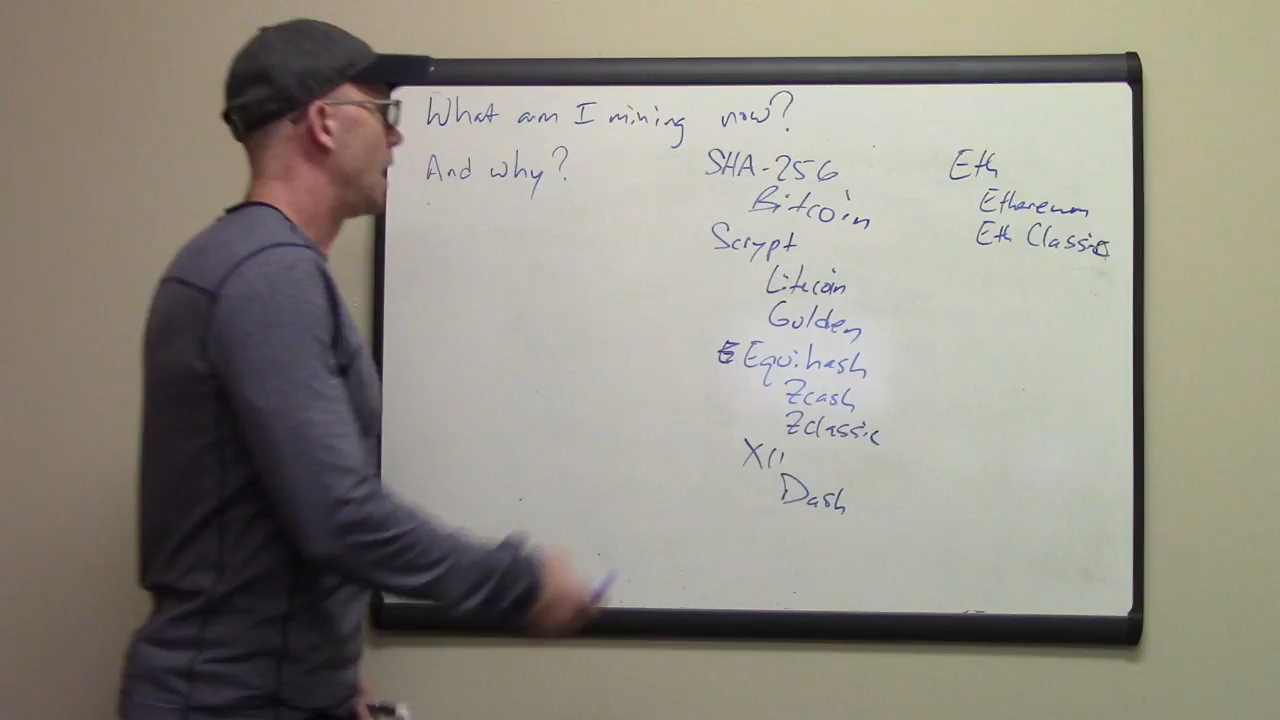 What am I mining now?
And why?
SHA-256
Bitcoin
Scrypt
Litecoin
Gulden
E Equihash
Zcash
Zclassic
X11
Dash
Eth
Ethereum
Eth Classic